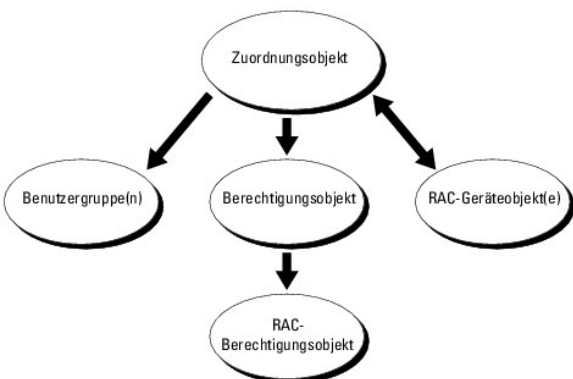 Zuordnungsobjekt
Benutzergruppe(n)
Berechtigungsobjekt
RAC-Geräteobjekt(e)
RAC-
Berechtigungsobjekt